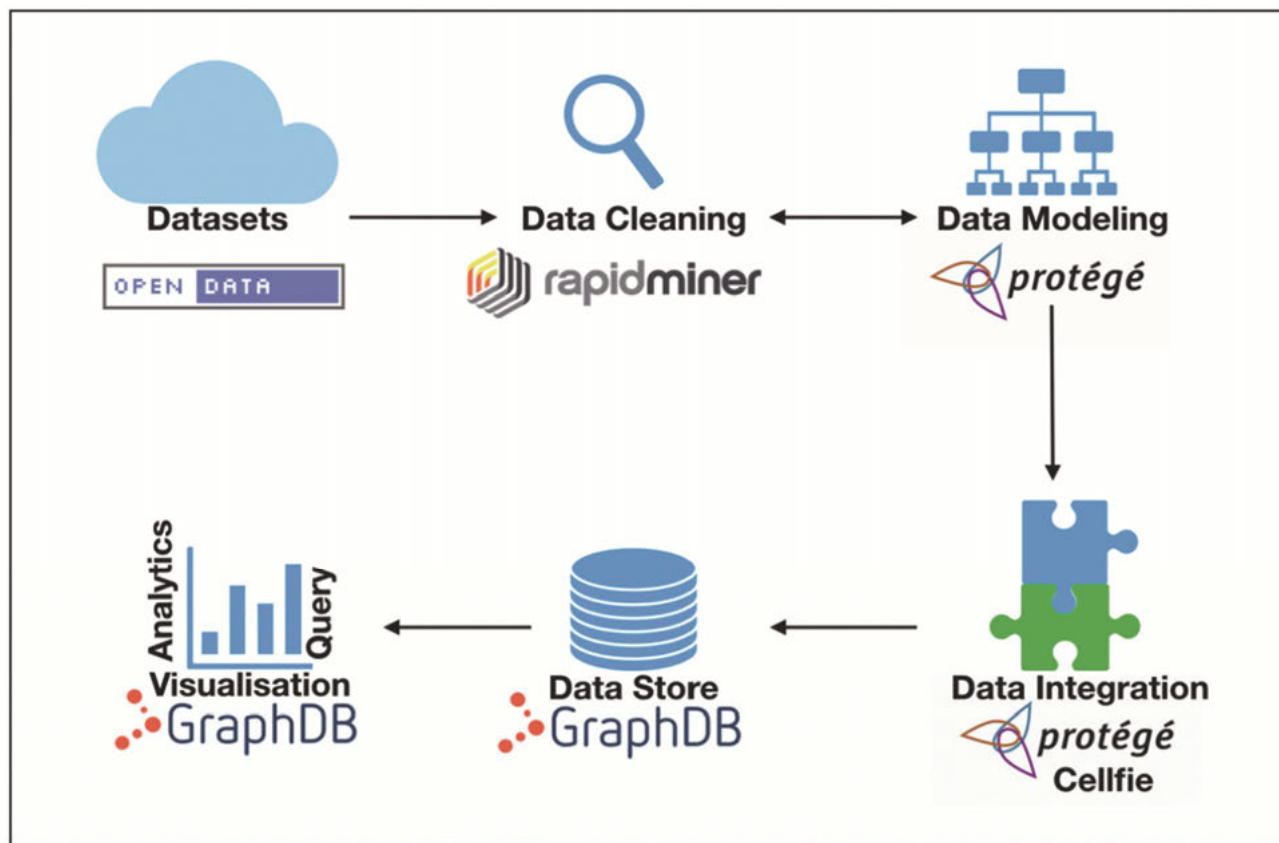 Datasets
OPEN DATA
Data Cleaning
rapidminer
Data Modeling
protégé
Analytics
Query
Visualisation
GraphDB
Data Store
GraphDB
Data Integration
protégé
Cellfie